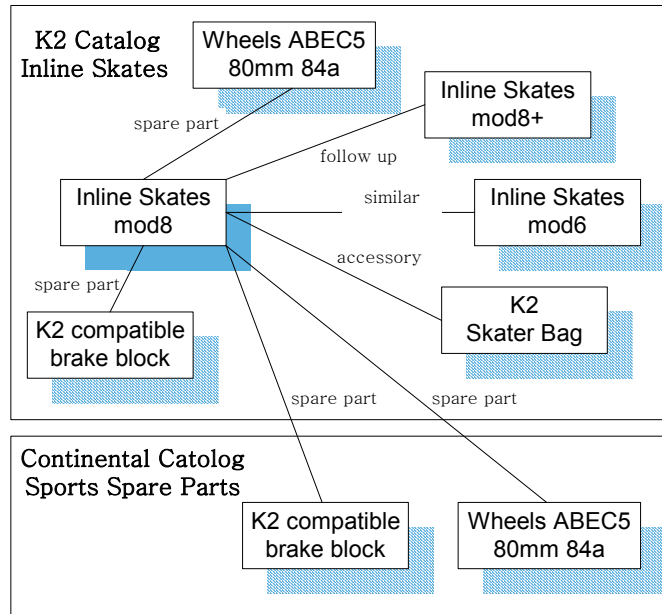 K2 Catalog
Inline Skates
Wheels ABEC5
80mm 84a
Inline Skates
mod8+
spare part
follow up
Inline Skates
mod8
similar
Inline Skates
mod6
accessory
spare part
K2
Skater Bag
K2 compatible
brake block
spare part
spare part
Continental Catolog
Sports Spare Parts
K2 compatible
brake block
Wheels ABEC5
80mm 84a